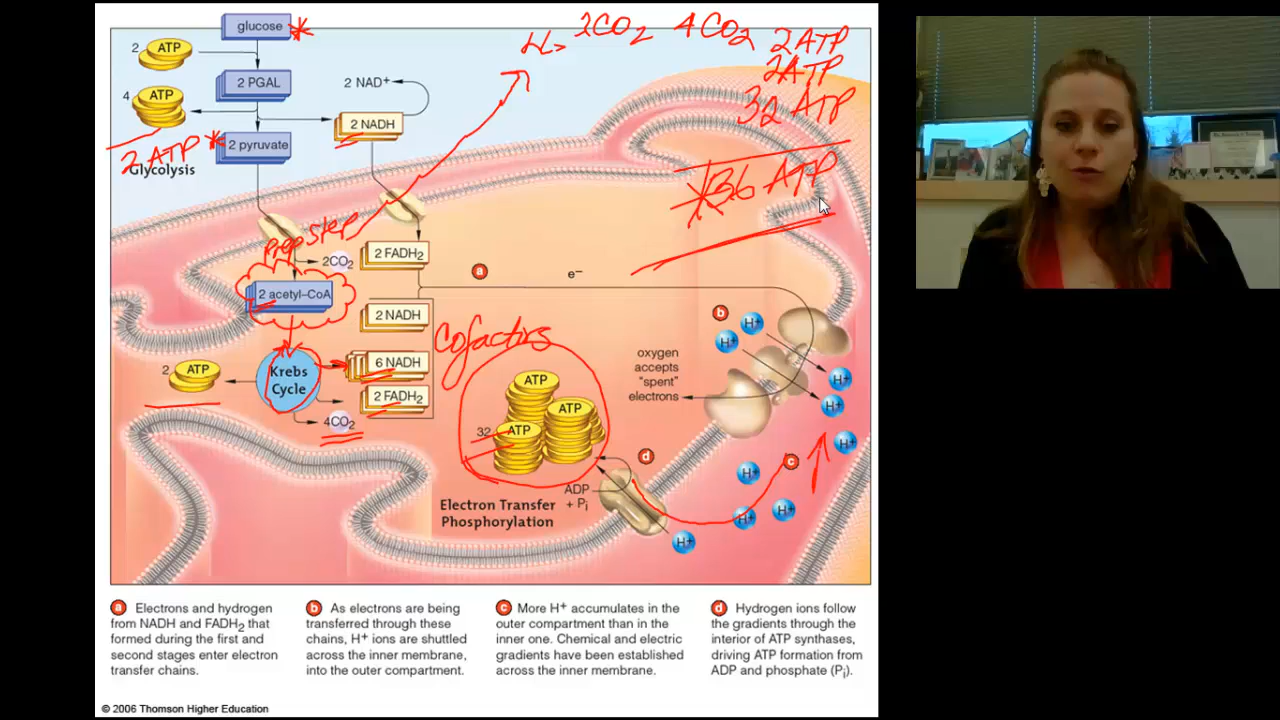 glucose *
2CO2 4CO2 2ATP
2 ATP
2ATP
2 PGAL
2 NAD+
4 ATP
32 ATP
2 NADH
2 ATP * 2 pyruvate
Glycolysis
36 ATP
prep step
2CO2
2 FADH2
a
e–
2 acetyl–CoA
2 NADH
b
H+
H+
Cofactors
oxygen
accepts
"spent"
electrons
2 ATP
Krebs
Cycle
6 NADH
2 FADH2
4CO2
ATP
ATP
32 ATP
H+
H+
H+
d
c
H+
ADP
+ Pi
H+
H+
H+
Electron Transfer
Phosphorylation
a Electrons and hydrogen
from NADH and FADH2 that
formed during the first and
second stages enter electron
transfer chains.
b As electrons are being
transferred through these
chains, H+ ions are shuttled
across the inner membrane,
into the outer compartment.
c More H+ accumulates in the
outer compartment than in the
inner one. Chemical and electric
gradients have been established
across the inner membrane.
d Hydrogen ions follow
the gradients through the
interior of ATP synthases,
driving ATP formation from
ADP and phosphate (Pi).
© 2006 Thomson Higher Education